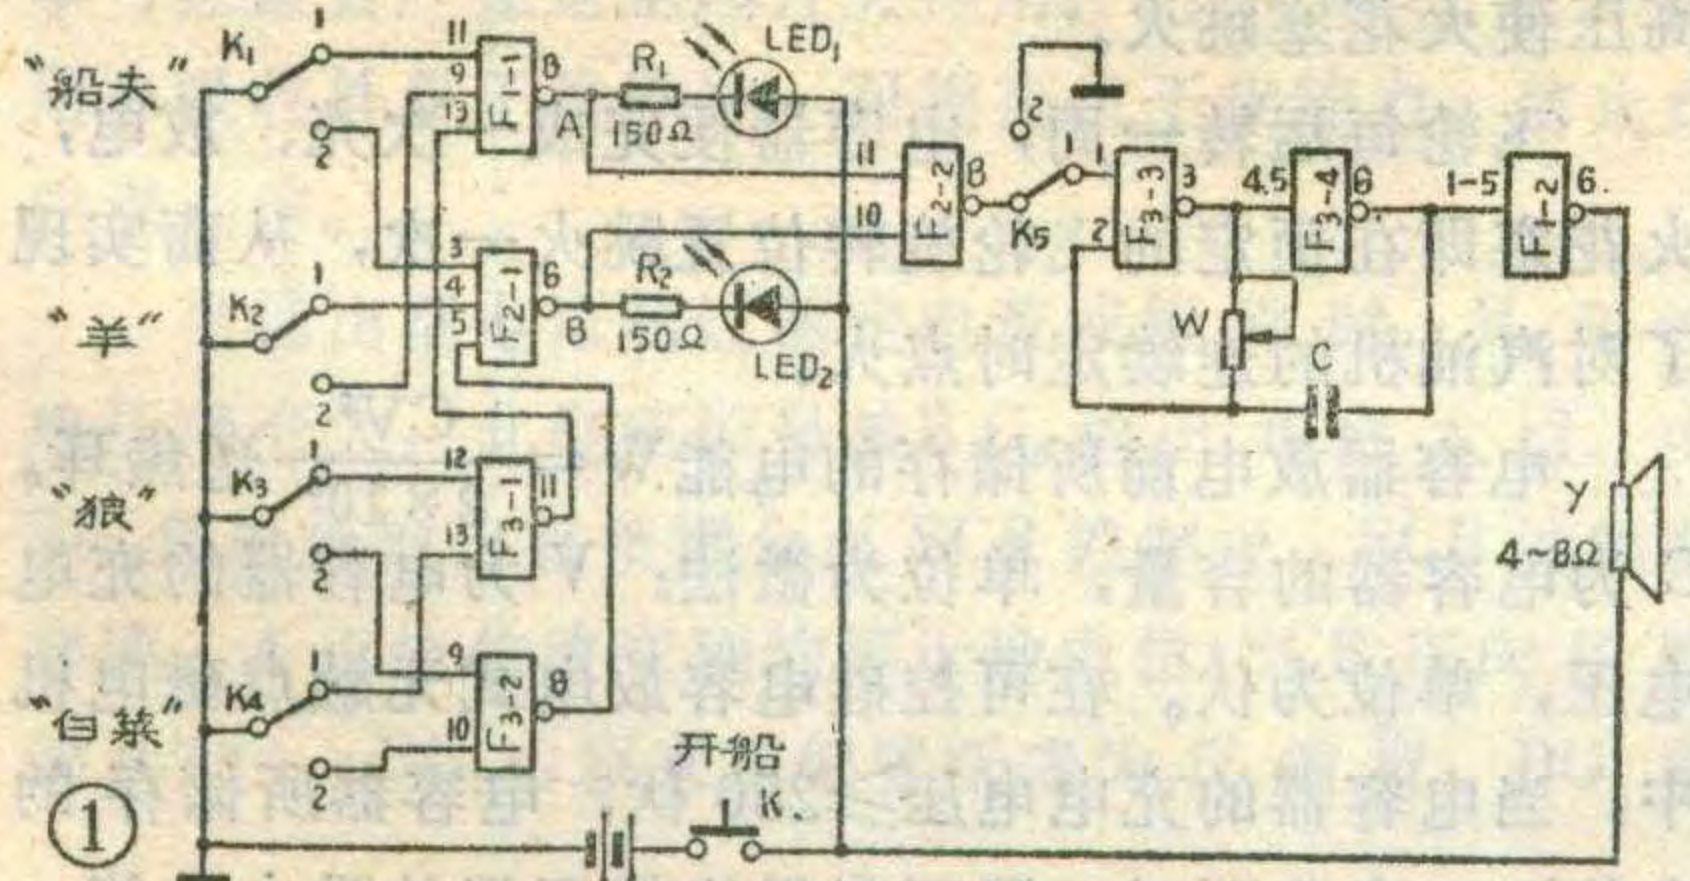 "船夫" K₁ 1 2
11 9 13 F₁₋₁ 8 A
R₁ 150Ω LED₁
"羊" K₂ 1 2
3 4 5 F₂₋₁ 6 B
R₂ 150Ω LED₂
"狼" K₃ 1 2
12 13 F₃₋₁ 11
"白菜" K₄ 1 2
9 10 F₃₋₂ 8
11 10 F₂₋₂ 8
K₅ 1 2
1 2 F₃₋₃ 3
4.5 F₃₋₄ 6
W C
1-5 F₁₋₂ 6.
Y 4~8Ω
开船 K.
①